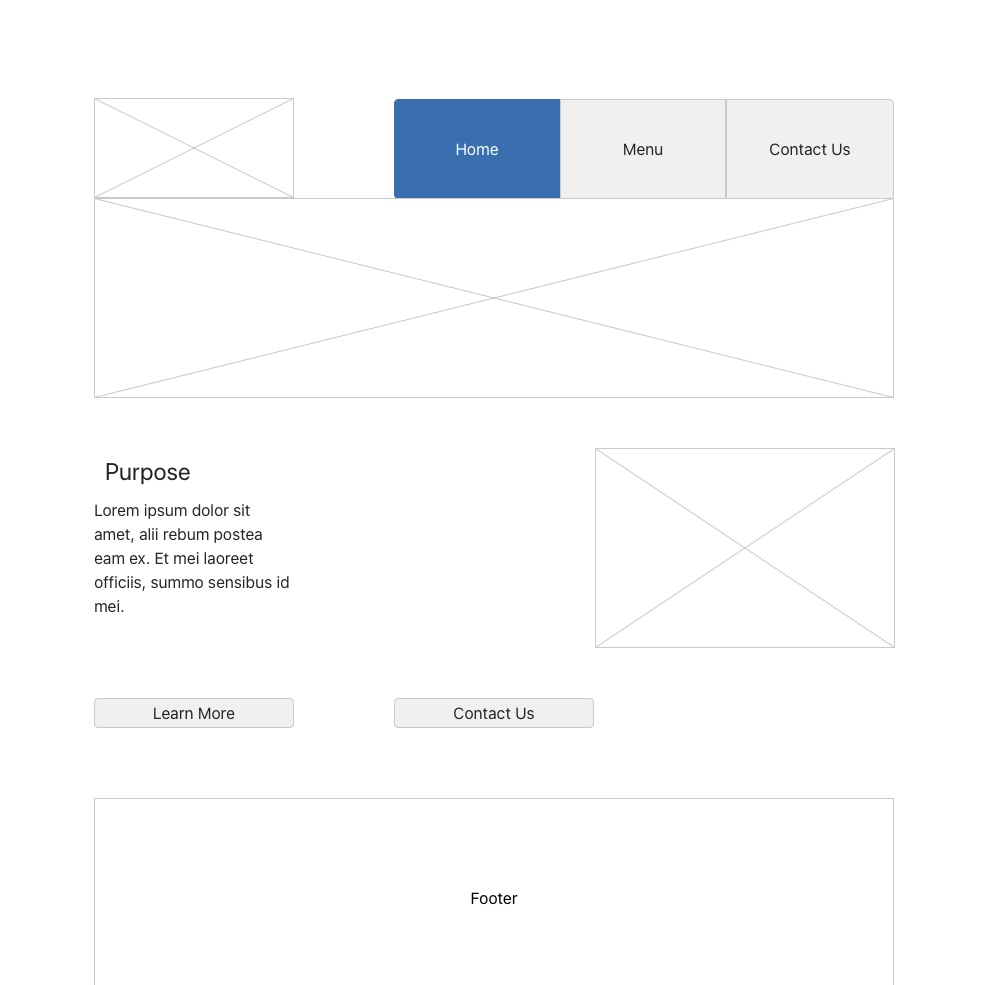 Home
Menu
Contact Us
Purpose
Lorem ipsum dolor sit
amet, alii rebum postea
eam ex. Et mei laoreet
officiis, summo sensibus id
mei.
Learn More
Contact Us
Footer